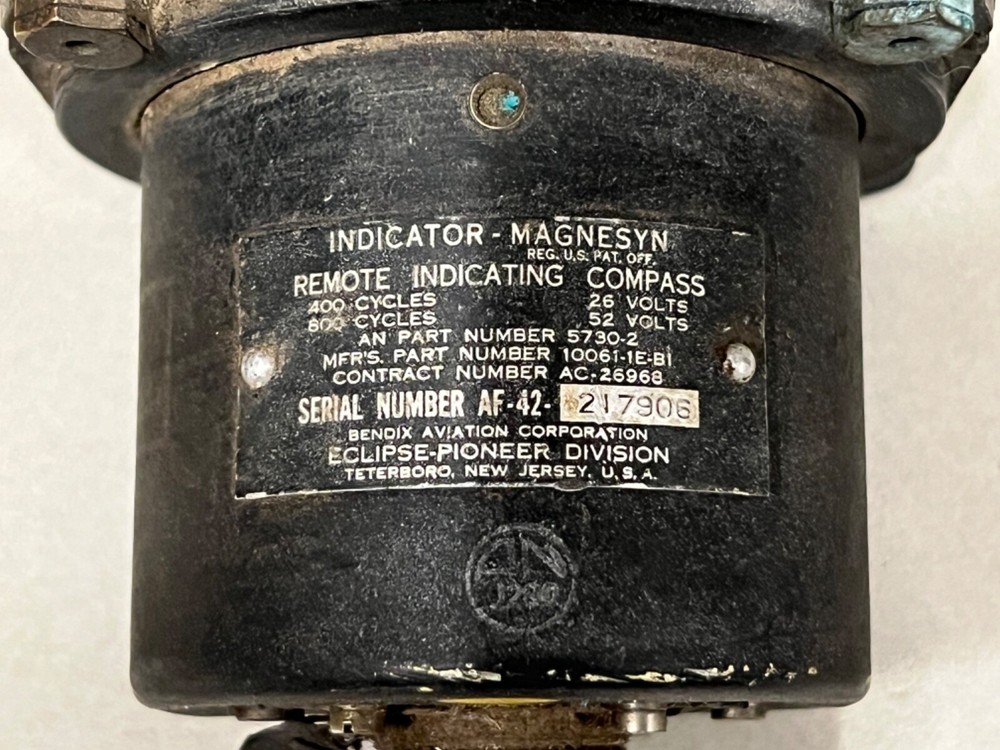 INDICATOR - MAGNESYN
REG. U.S. PAT. OFF.
REMOTE INDICATING COMPASS
400 CYCLES 26 VOLTS
800 CYCLES 52 VOLTS
AN PART NUMBER 5730-2
MFR'S. PART NUMBER 10061-1E-B1
CONTRACT NUMBER AC-26968
SERIAL NUMBER AF-42- 217906
BENDIX AVIATION CORPORATION
ECLIPSE-PIONEER DIVISION
TETERBORO, NEW JERSEY, U.S.A.
AN